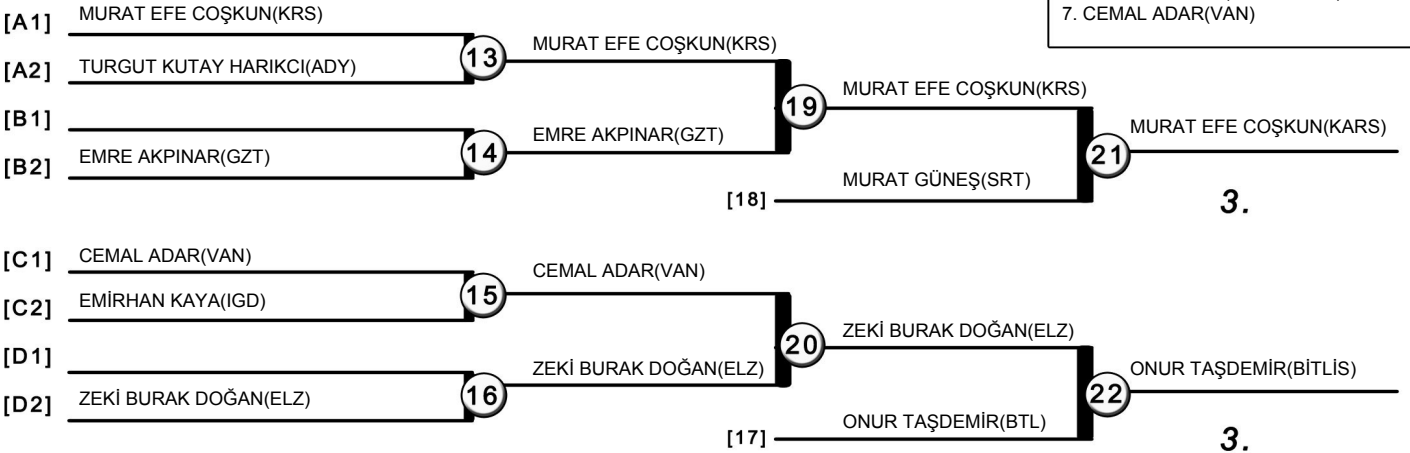 7. CEMAL ADAR(VAN)
[A1] MURAT EFE COŞKUN(KRS)
[A2] TURGUT KUTAY HARIKCI(ADY)
13
MURAT EFE COŞKUN(KRS)
[B1]
[B2] EMRE AKPINAR(GZT)
14
EMRE AKPINAR(GZT)
19
MURAT EFE COŞKUN(KRS)
[18] MURAT GÜNEŞ(SRT)
21
MURAT EFE COŞKUN(KARS)
3.
[C1] CEMAL ADAR(VAN)
[C2] EMİRHAN KAYA(IGD)
15
CEMAL ADAR(VAN)
[D1]
[D2] ZEKİ BURAK DOĞAN(ELZ)
16
ZEKİ BURAK DOĞAN(ELZ)
20
ZEKİ BURAK DOĞAN(ELZ)
[17] ONUR TAŞDEMİR(BTL)
22
ONUR TAŞDEMİR(BİTLİS)
3.